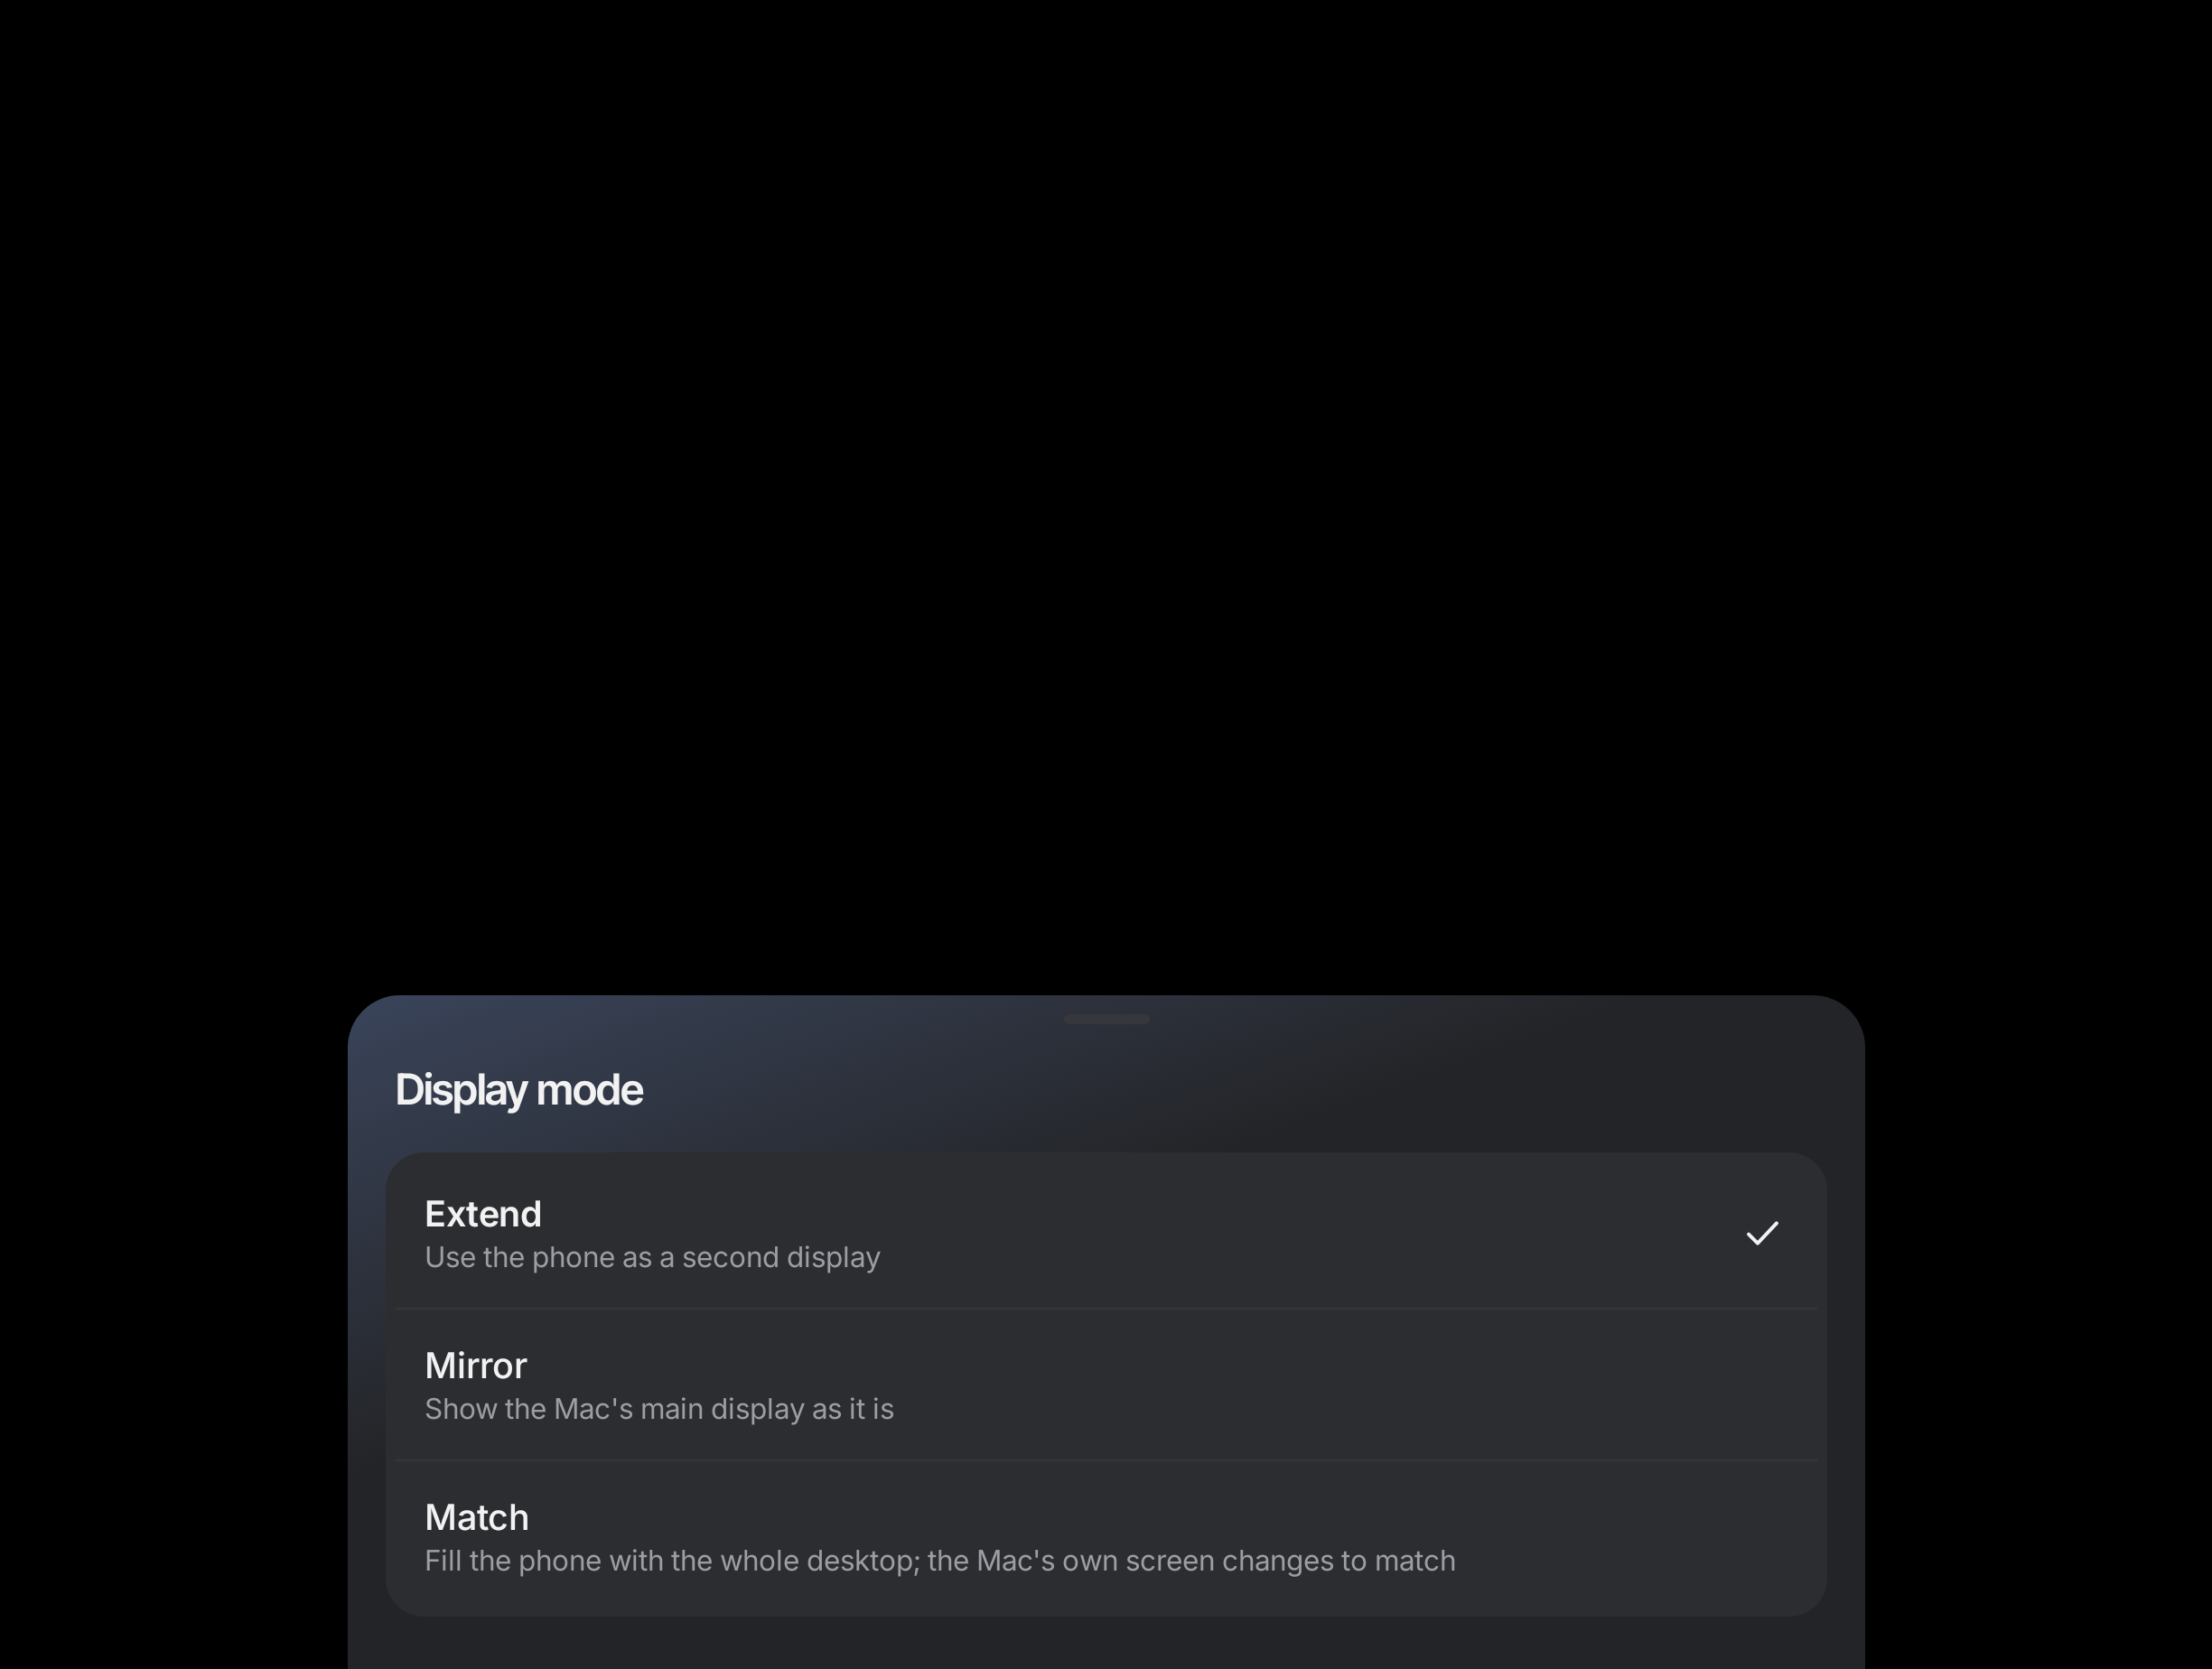 Display mode
Extend
Use the phone as a second display
Mirror
Show the Mac's main display as it is
Match
Fill the phone with the whole desktop; the Mac's own screen changes to match